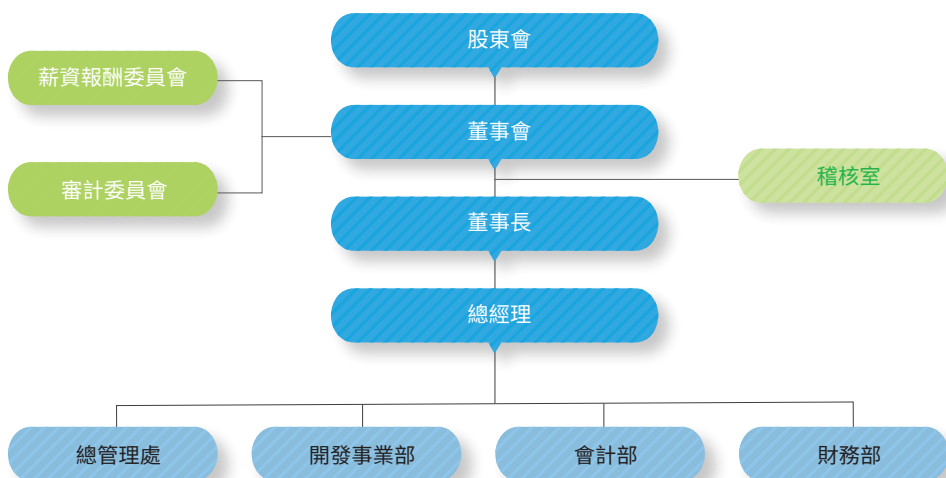 股東會
薪資報酬委員會
董事會
審計委員會
稽核室
董事長
總經理
總管理處
開發事業部
會計部
財務部